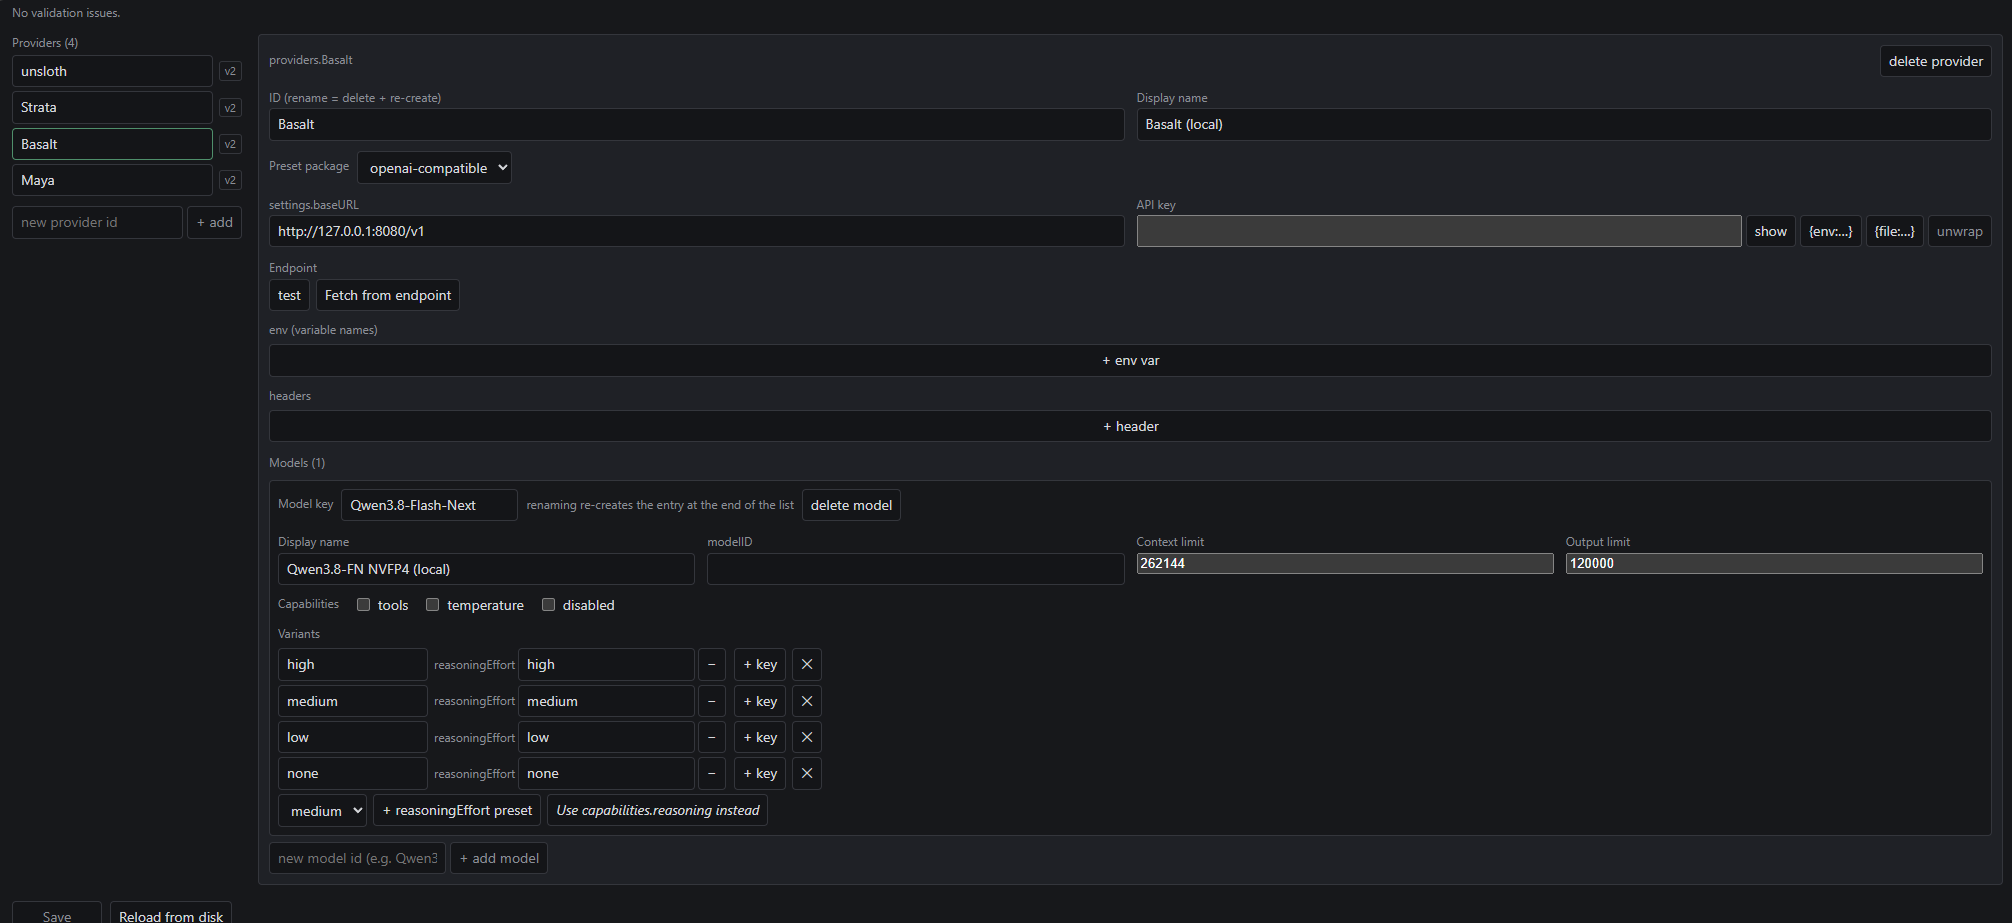 No validation issues.
Providers (4)
unsloth v2
Strata v2
Basalt v2
Maya v2
new provider id + add
providers.Basalt delete provider
ID (rename = delete + re-create) Display name
Basalt Basalt (local)
Preset package openai-compatible
settings.baseURL API key
http://127.0.0.1:8080/v1 show {env:...} {file:...} unwrap
Endpoint
test Fetch from endpoint
env (variable names)
+ env var
headers
+ header
Models (1)
Model key Qwen3.8-Flash-Next renaming re-creates the entry at the end of the list delete model
Display name modelID Context limit Output limit
Qwen3.8-FN NVFP4 (local) 262144 120000
Capabilities tools temperature disabled
Variants
high reasoningEffort high − + key ×
medium reasoningEffort medium − + key ×
low reasoningEffort low − + key ×
none reasoningEffort none − + key ×
medium + reasoningEffort preset Use capabilities.reasoning instead
new model id (e.g. Qwen3 + add model
Save Reload from disk